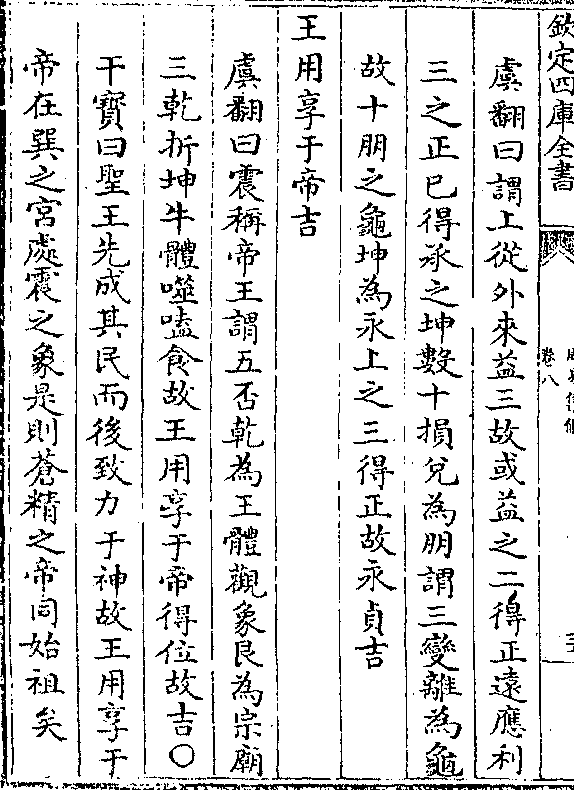 欽定四庫全書
卷八
虞翻曰謂上從外來益三故或益之二得正遠應利
三之正已得承之坤數十損兌為朋謂三變離為龜
故十朋之龜坤為永上之三得正故永貞吉
王用享于帝吉
虞翻曰震稱帝王謂五否乾為王體觀象艮為宗廟
三乾折坤牛體噬嗑食故王用享于帝得位故吉○
干寶曰聖王先成其民而後致力于神故王用享于
帝在巽之宮處震之象是則蒼精之帝同始祖矣